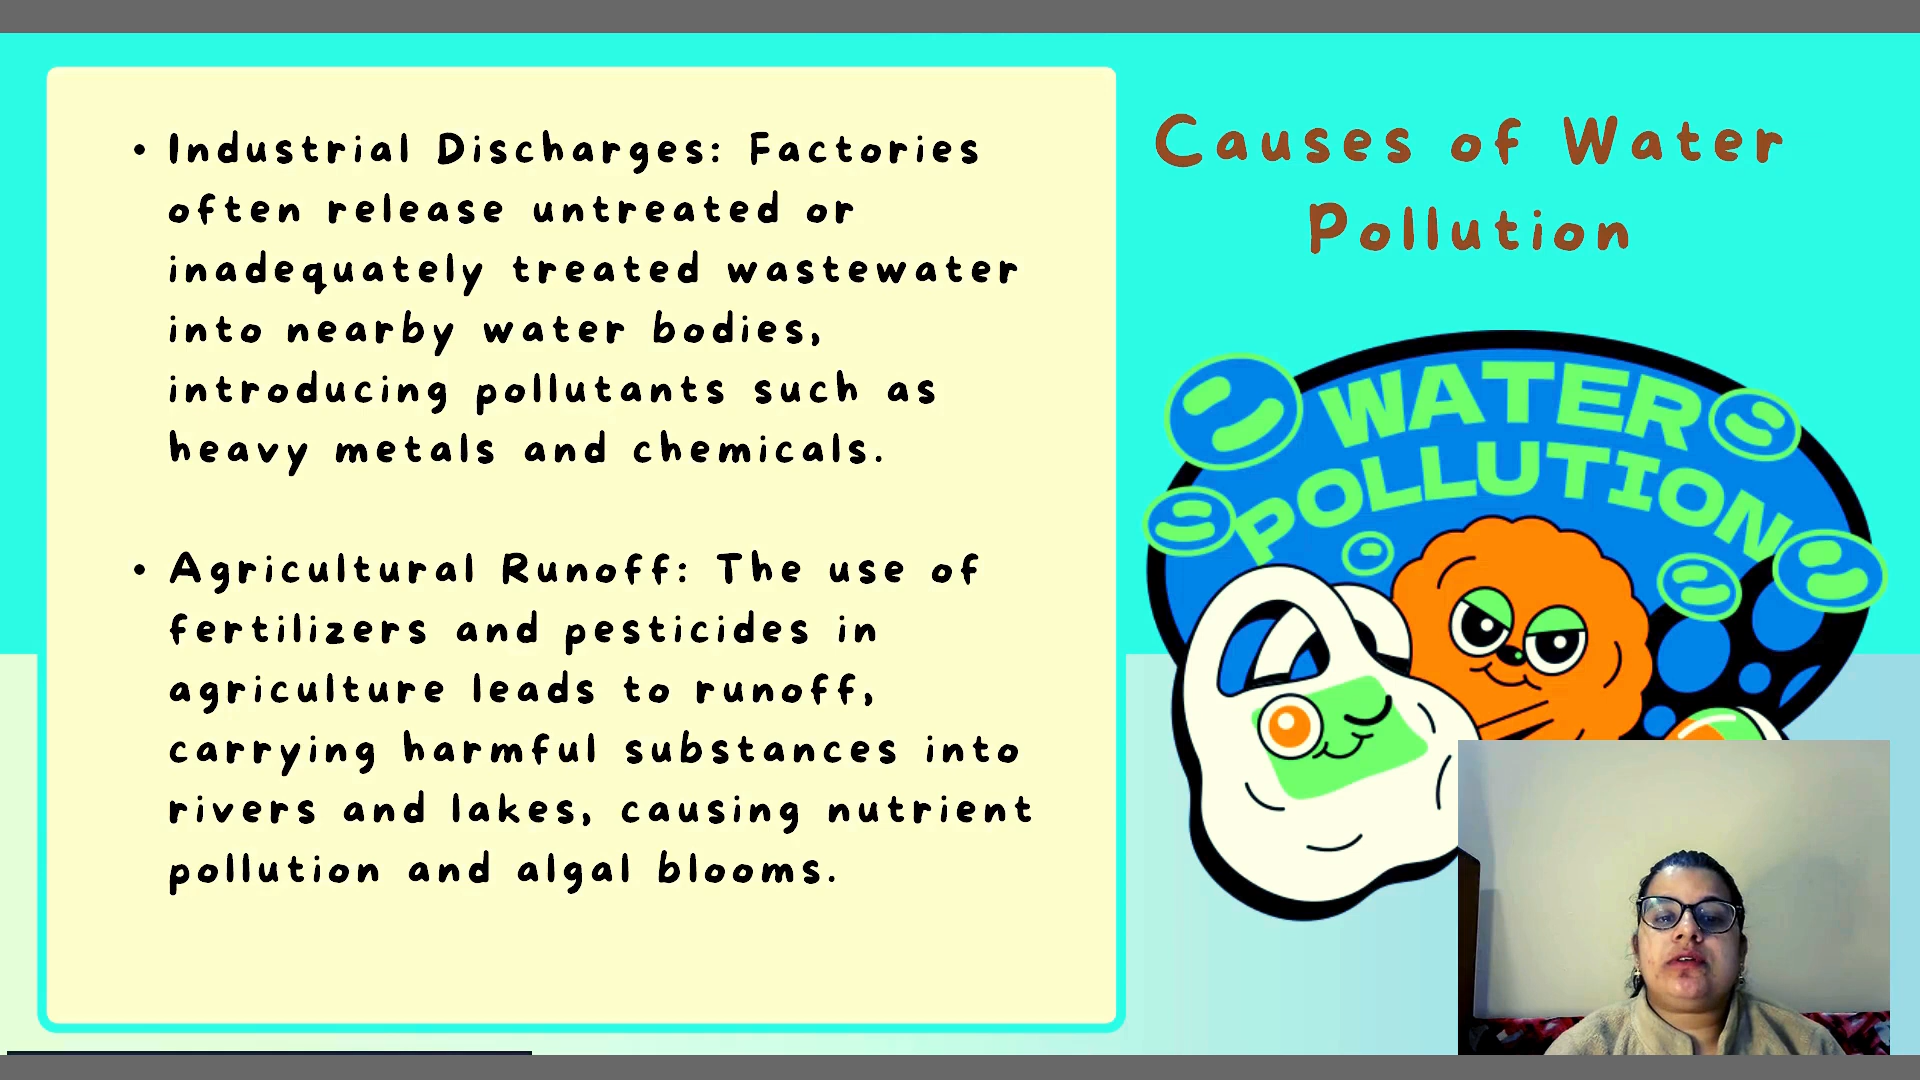 • Industrial Discharges: Factories
often release untreated or
inadequately treated wastewater
into nearby water bodies,
introducing pollutants such as
heavy metals and chemicals.
• Agricultural Runoff: The use of
fertilizers and pesticides in
agriculture leads to runoff,
carrying harmful substances into
rivers and lakes, causing nutrient
pollution and algal blooms.
Causes of Water
Pollution
WATER
POLLUTION